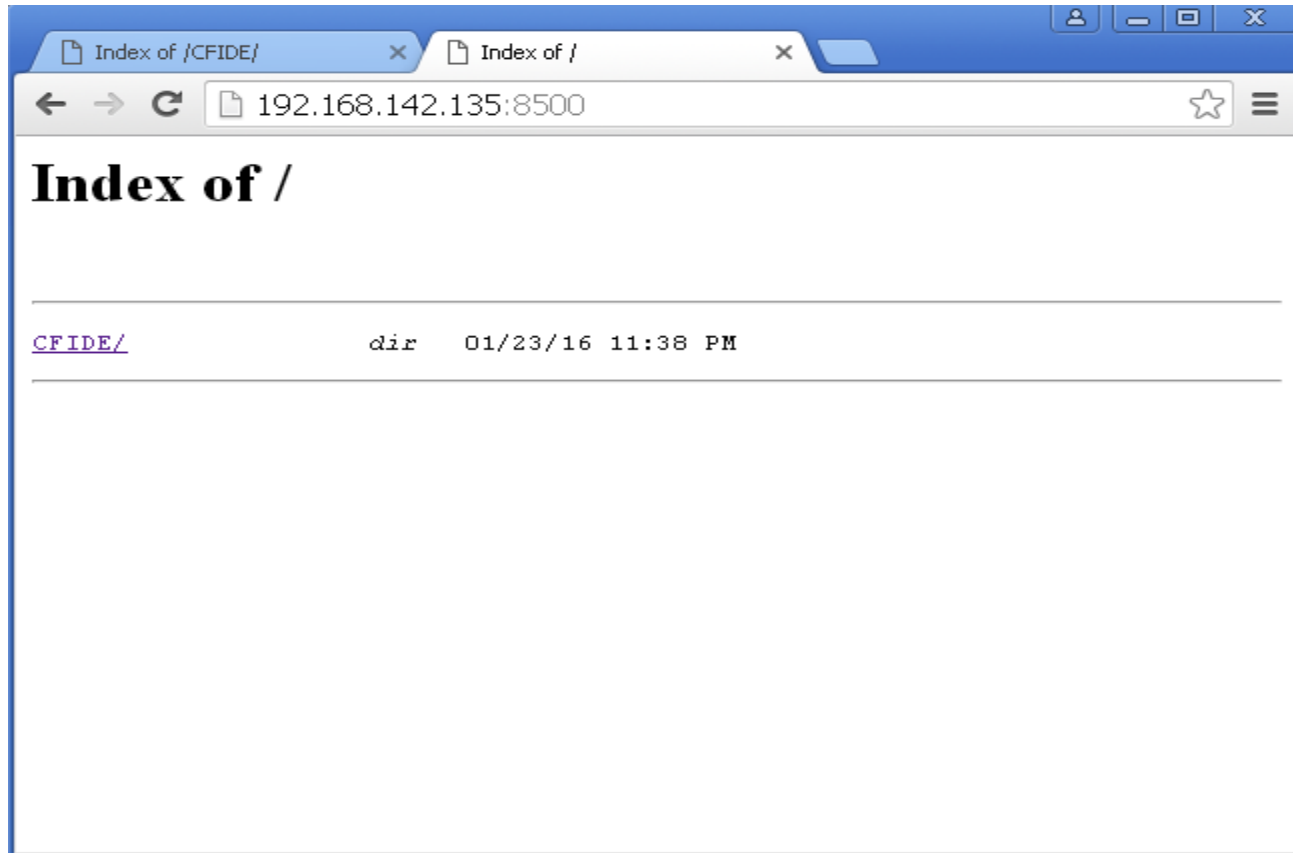 Index of /CFIDE/ Index of /
192.168.142.135:8500
Index of /
CFIDE/ dir 01/23/16 11:38 PM